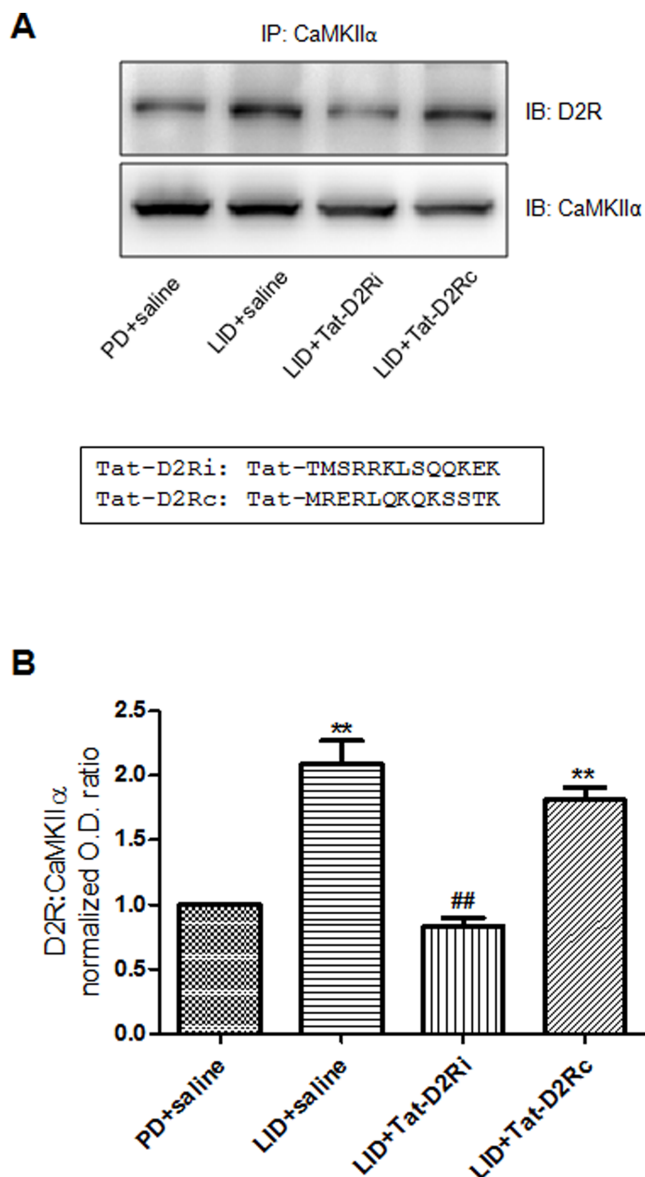 A
IP: CaMKIIα
IB: D2R
IB: CaMKIIα
PD+saline
LID+saline
LID+Tat-D2Ri
LID+Tat-D2Rc
Tat-D2Ri: Tat-TMSRRKLSQQKEK
Tat-D2Rc: Tat-MRERLQKQKSSTK
B
D2R:CaMKIIα
normalized O.D. ratio
2.5
2.0
1.5
1.0
0.5
0.0
**
##
**
PD+saline
LID+saline
LID+Tat-D2Ri
LID+Tat-D2Rc